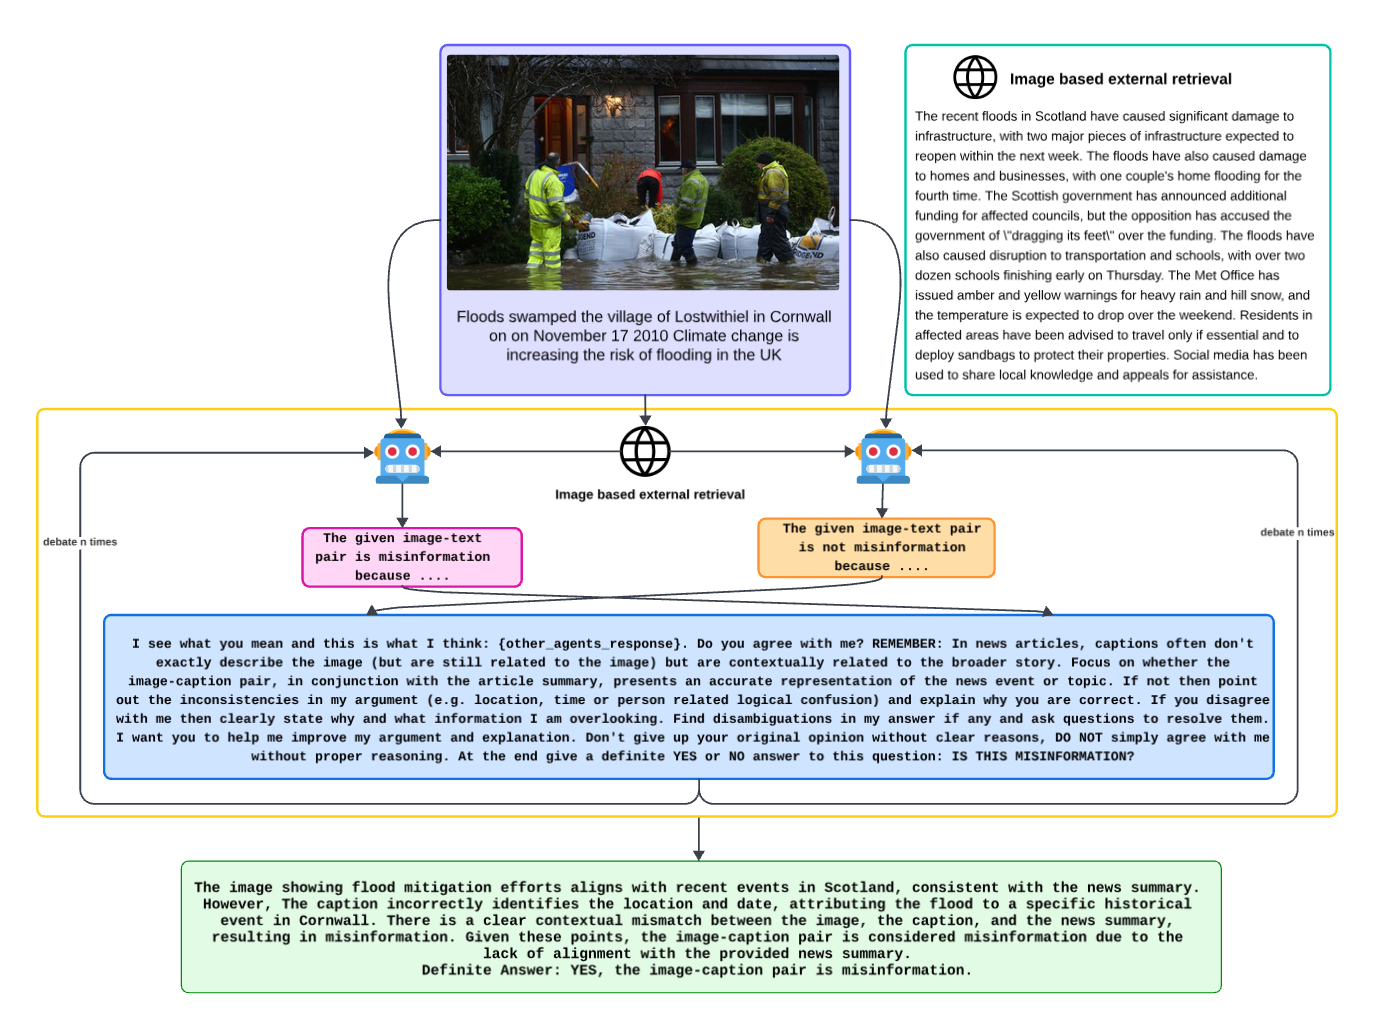 Image based external retrieval
The recent floods in Scotland have caused significant damage to
infrastructure, with two major pieces of infrastructure expected to
reopen within the next week. The floods have also caused damage
to homes and businesses, with one couple's home flooding for the
fourth time. The Scottish government has announced additional
funding for affected councils, but the opposition has accused the
government of \"dragging its feet\" over the funding. The floods have
also caused disruption to transportation and schools, with over two
dozen schools finishing early on Thursday. The Met Office has
issued amber and yellow warnings for heavy rain and hill snow, and
the temperature is expected to drop over the weekend. Residents in
affected areas have been advised to travel only if essential and to
deploy sandbags to protect their properties. Social media has been
used to share local knowledge and appeals for assistance.
Floods swamped the village of Lostwithiel in Cornwall
on on November 17 2010 Climate change is
increasing the risk of flooding in the UK
Image based external retrieval
debate n times
debate n times
The given image-text
pair is misinformation
because ....
The given image-text pair
is not misinformation
because ....
I see what you mean and this is what I think: {other_agents_response}. Do you agree with me? REMEMBER: In news articles, captions often don't
exactly describe the image (but are still related to the image) but are contextually related to the broader story. Focus on whether the
image-caption pair, in conjunction with the article summary, presents an accurate representation of the news event or topic. If not then point
out the inconsistencies in my argument (e.g. location, time or person related logical confusion) and explain why you are correct. If you disagree
with me then clearly state why and what information I am overlooking. Find disambiguations in my answer if any and ask questions to resolve them.
I want you to help me improve my argument and explanation. Don't give up your original opinion without clear reasons, DO NOT simply agree with me
without proper reasoning. At the end give a definite YES or NO answer to this question: IS THIS MISINFORMATION?
The image showing flood mitigation efforts aligns with recent events in Scotland, consistent with the news summary.
However, The caption incorrectly identifies the location and date, attributing the flood to a specific historical
event in Cornwall. There is a clear contextual mismatch between the image, the caption, and the news summary,
resulting in misinformation. Given these points, the image-caption pair is considered misinformation due to the
lack of alignment with the provided news summary.
Definite Answer: YES, the image-caption pair is misinformation.